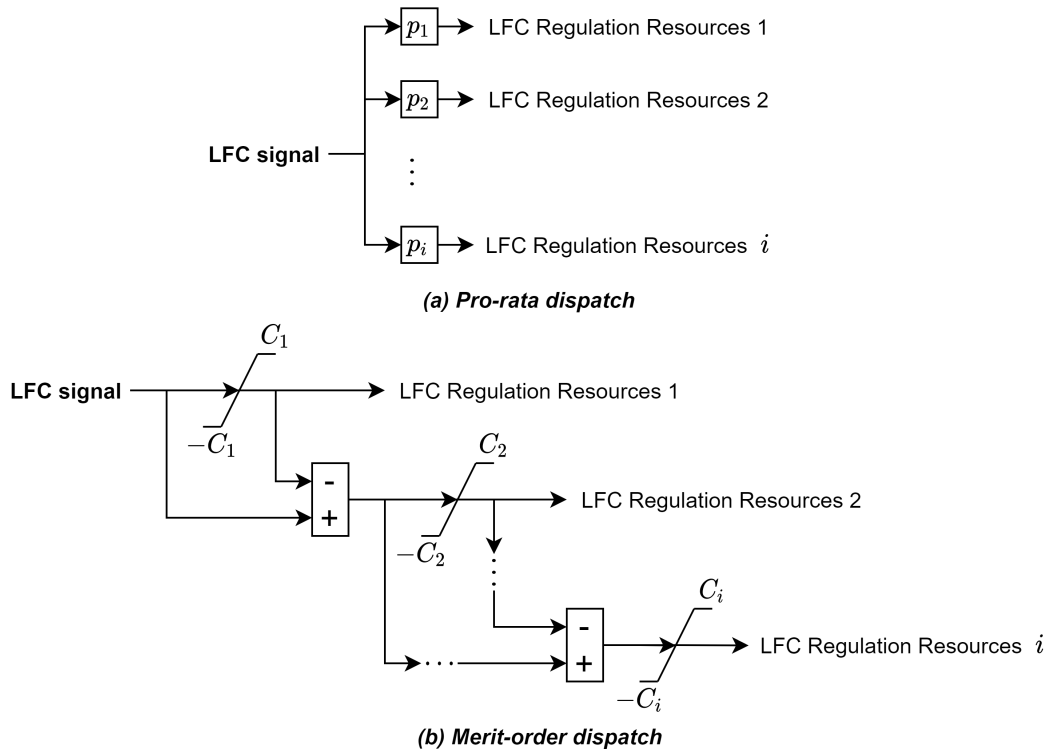 p₁ LFC Regulation Resources 1
p₂ LFC Regulation Resources 2
LFC signal
⋮
pᵢ LFC Regulation Resources i
(a) Pro-rata dispatch
C₁
LFC signal LFC Regulation Resources 1
−C₁
C₂
-
LFC Regulation Resources 2
+
−C₂
⋮
Cᵢ
-
LFC Regulation Resources i
... +
−Cᵢ
(b) Merit-order dispatch